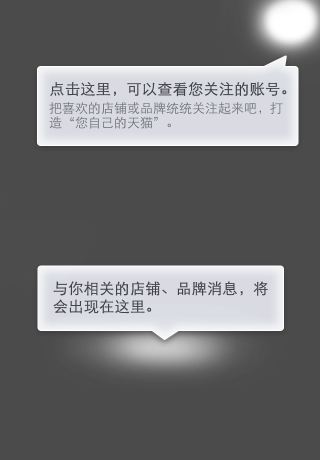 点击这里，可以查看您关注的账号。
把喜欢的店铺或品牌统统关注起来吧，打
造“您自己的天猫”。
与你相关的店铺、品牌消息，将
会出现在这里。